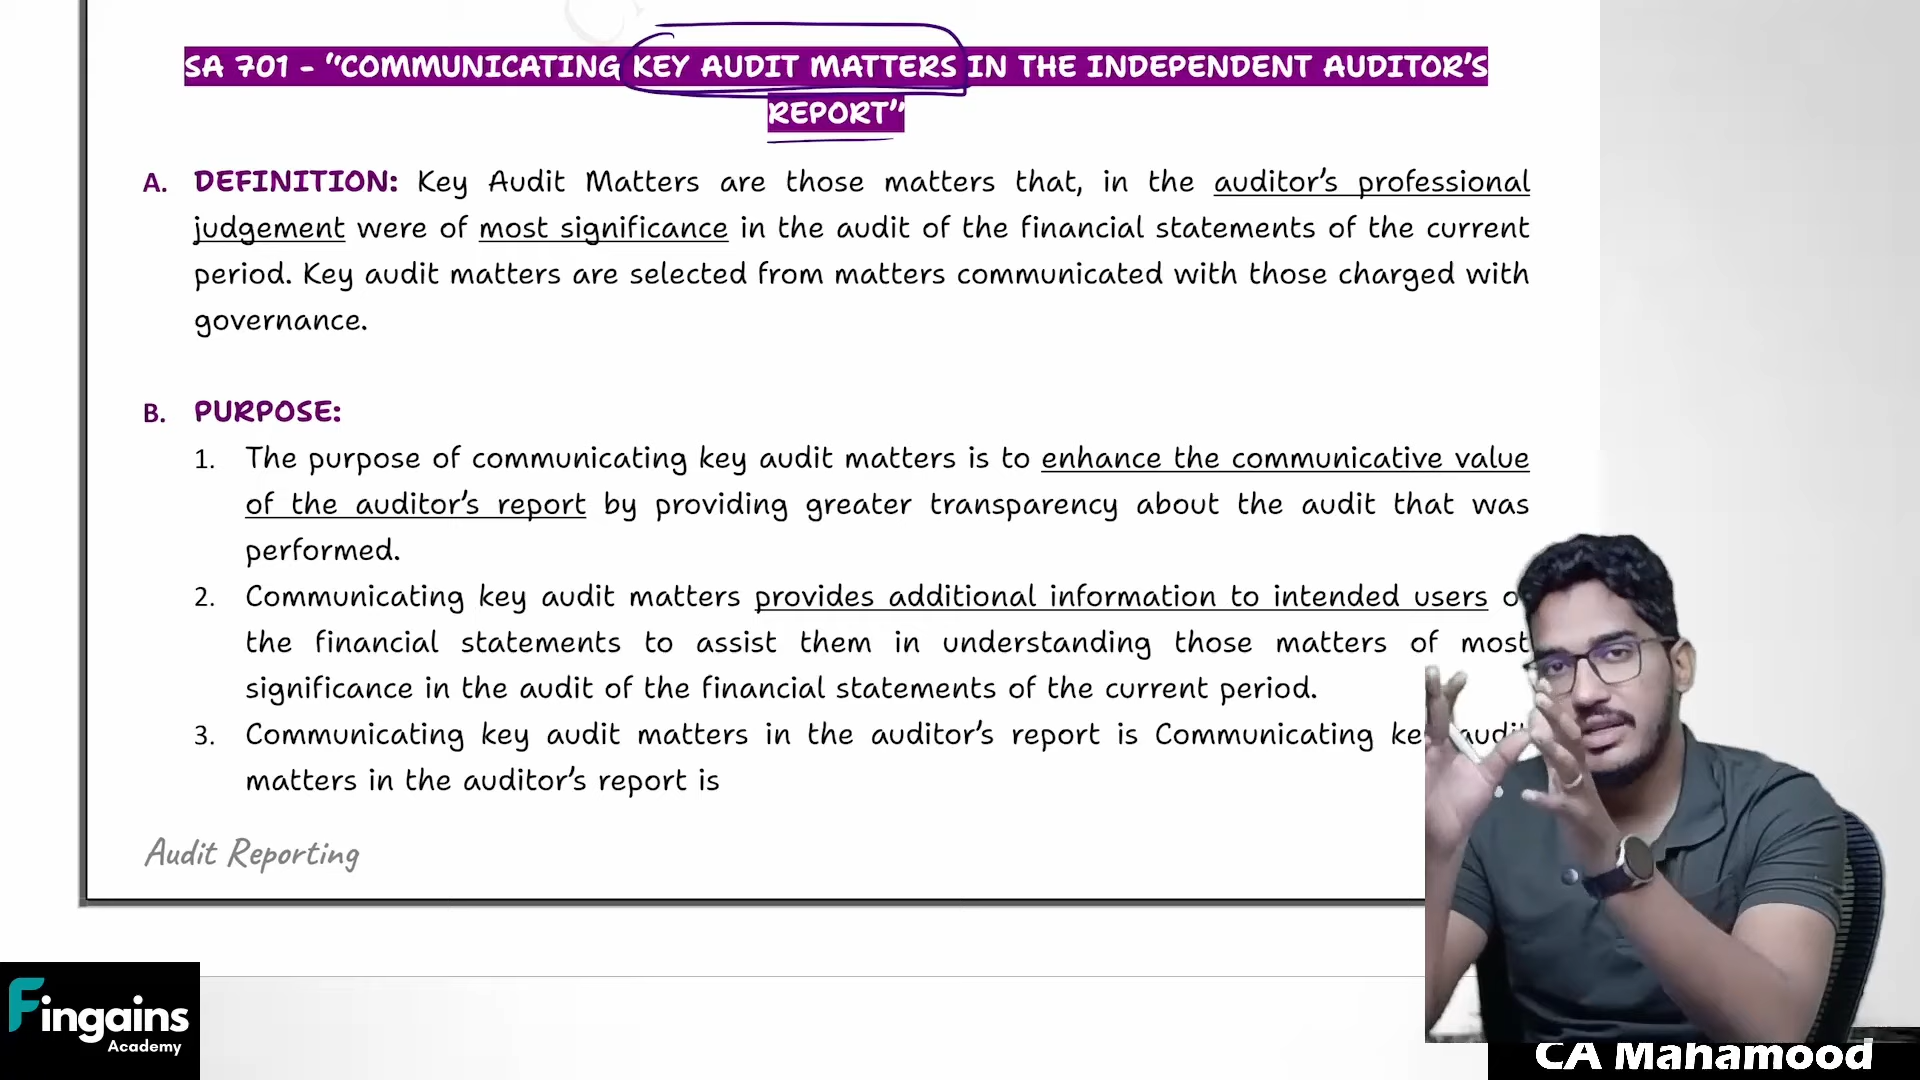 SA 701 - "COMMUNICATING KEY AUDIT MATTERS IN THE INDEPENDENT AUDITOR'S
REPORT"
A. DEFINITION: Key Audit Matters are those matters that, in the auditor's professional
judgement were of most significance in the audit of the financial statements of the current
period. Key audit matters are selected from matters communicated with those charged with
governance.
B. PURPOSE:
1. The purpose of communicating key audit matters is to enhance the communicative value
of the auditor's report by providing greater transparency about the audit that was
performed.
2. Communicating key audit matters provides additional information to intended users
the financial statements to assist them in understanding those matters of most
significance in the audit of the financial statements of the current period.
3. Communicating key audit matters in the auditor's report is Communicating audit
matters in the auditor's report is
Audit Reporting
Fingains
Academy
CA Mahamood